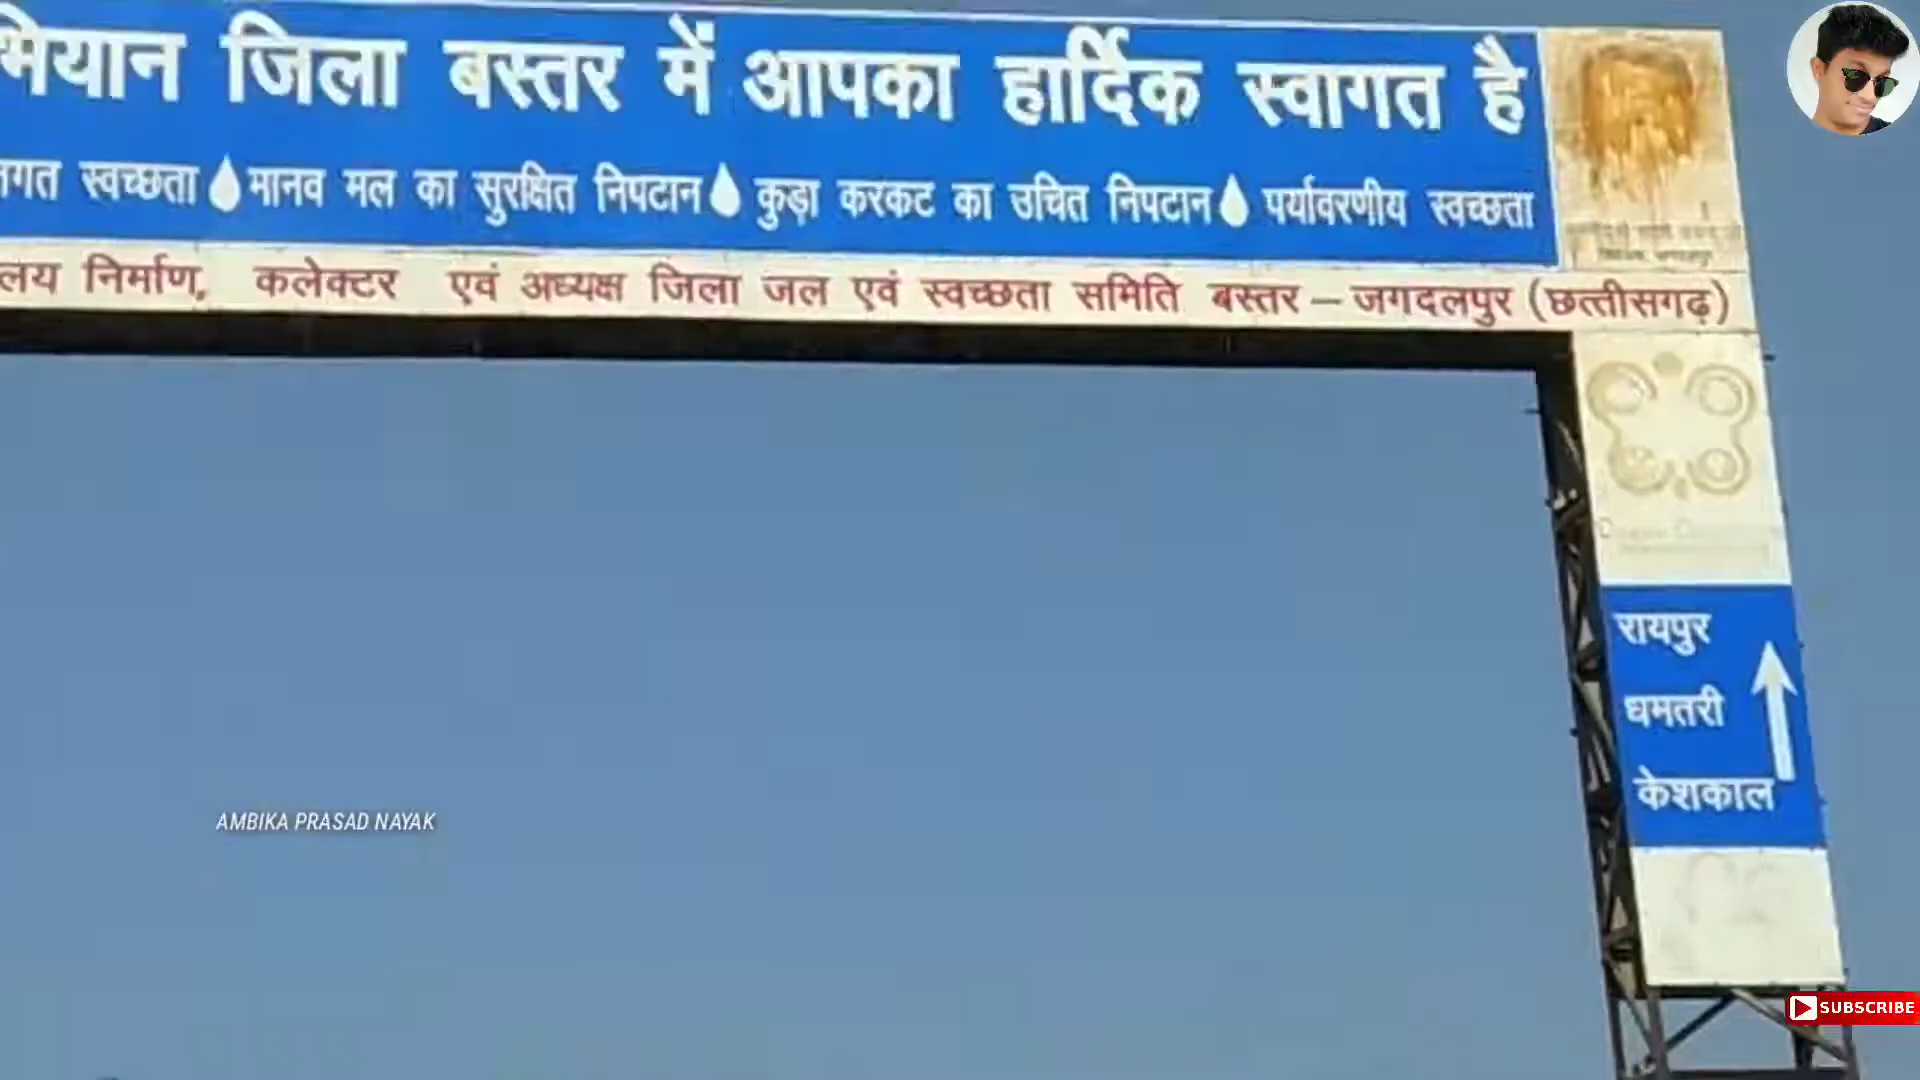 भियान जिला बस्तर में आपका हार्दिक स्वागत है
गत स्वच्छता मानव मल का सुरक्षित निपटान कुड़ा करकट का उचित निपटान पर्यावरणीय स्वच्छता
लय निर्माण, कलेक्टर एवं अध्यक्ष जिला जल एवं स्वच्छता समिति बस्तर – जगदलपुर (छत्तीसगढ़)
रायपुर
धमतरी
केशकाल
AMBIKA PRASAD NAYAK
SUBSCRIBE